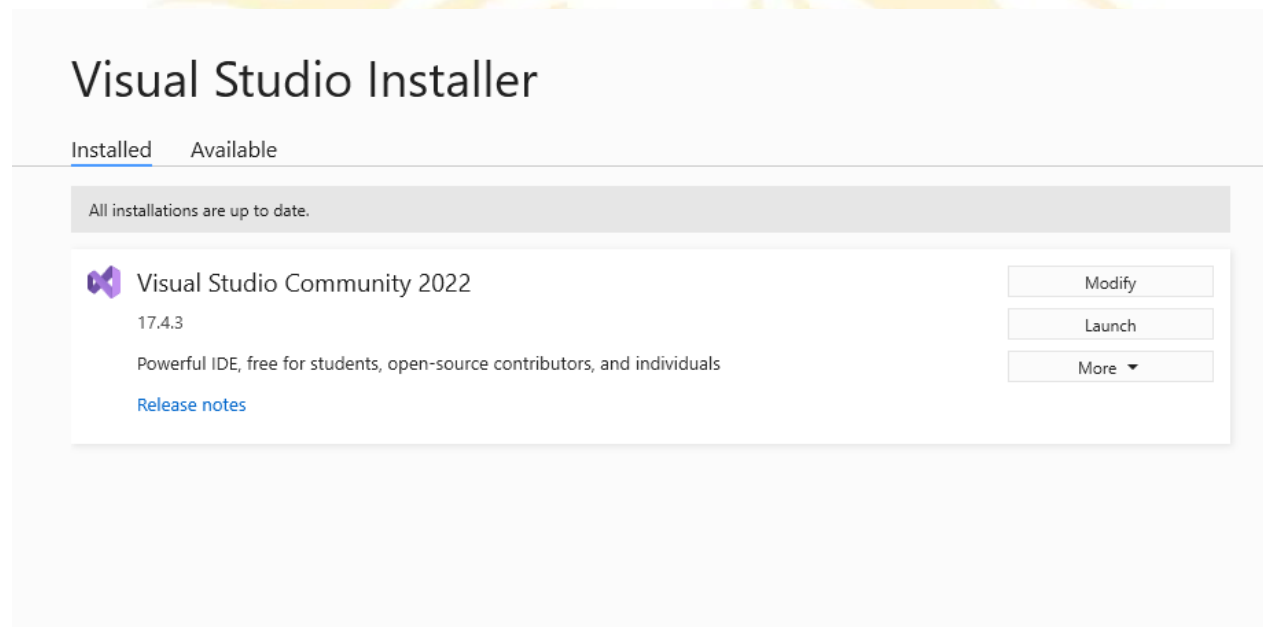 Visual Studio Installer
Installed Available
All installations are up to date.
Visual Studio Community 2022
Modify
17.4.3
Launch
Powerful IDE, free for students, open-source contributors, and individuals
More
Release notes